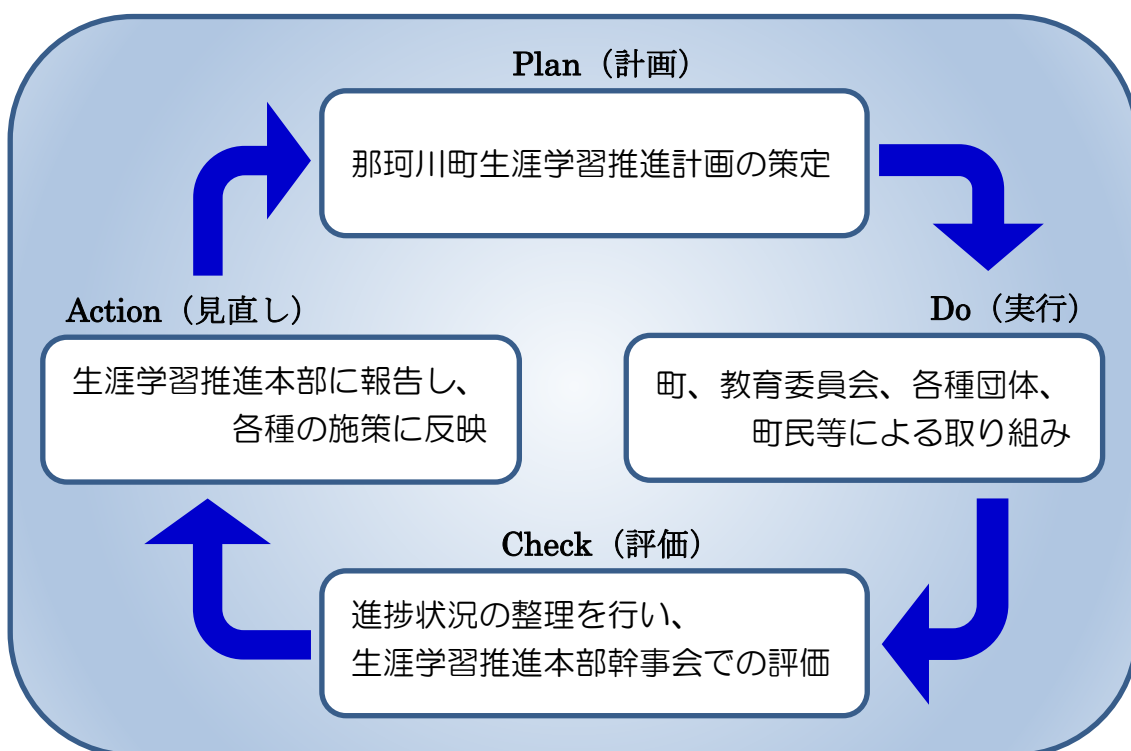 Plan（計画）
那珂川町生涯学習推進計画の策定
Do（実行）
町、教育委員会、各種団体、
町民等による取り組み
Check（評価）
進捗状況の整理を行い、
生涯学習推進本部幹事会での評価
Action（見直し）
生涯学習推進本部に報告し、
各種の施策に反映